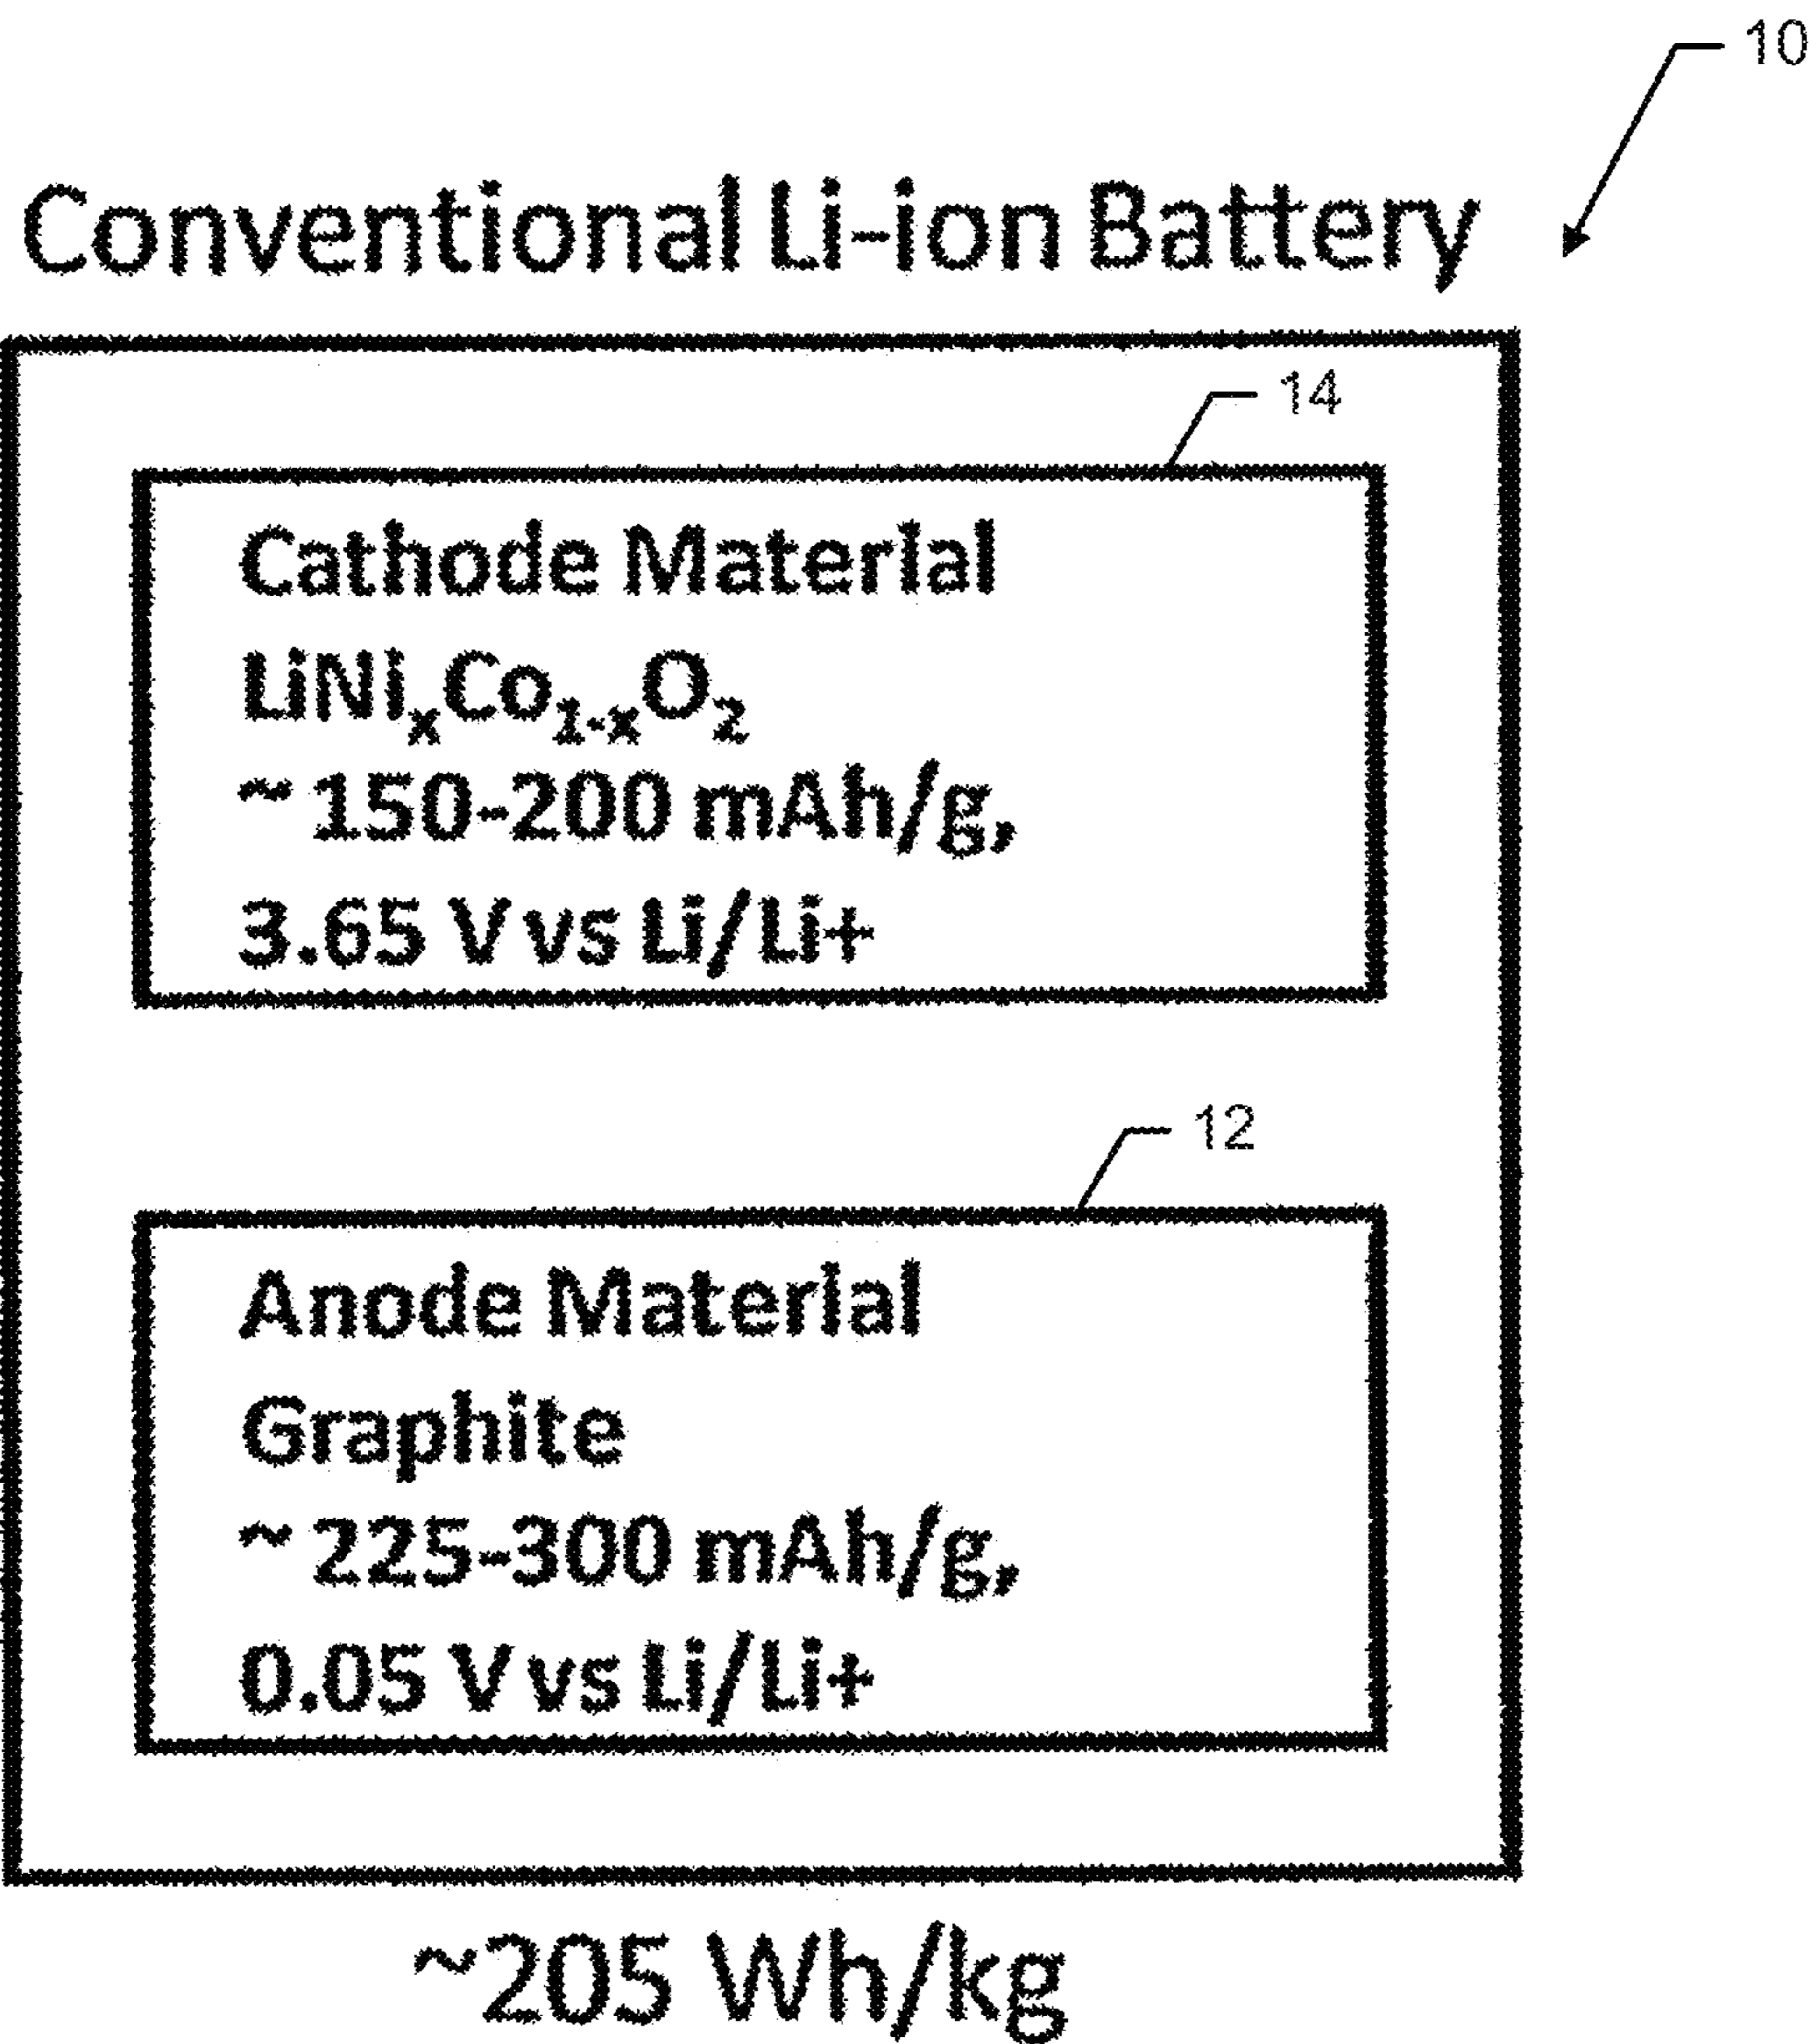 10
Conventional Li-ion Battery
14
Cathode Material
LiNiₓCo₁₋ₓO₂
~ 150-200 mAh/g,
3.65 V vs Li/Li+
12
Anode Material
Graphite
~ 225-300 mAh/g,
0.05 V vs Li/Li+
~205 Wh/kg